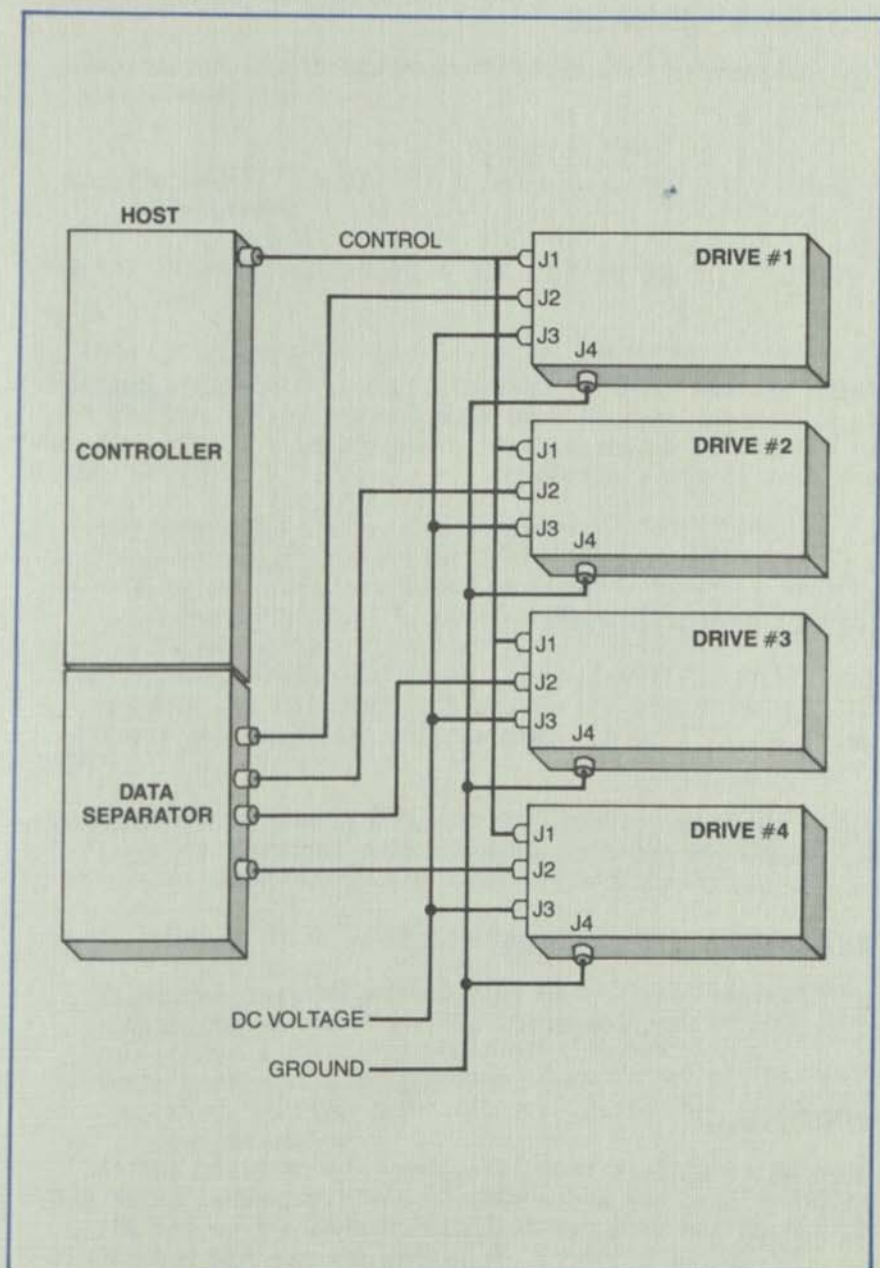 HOST
CONTROL
CONTROLLER
DATA
SEPARATOR
DRIVE #1
J1
J2
J3
J4
DRIVE #2
J1
J2
J3
J4
DRIVE #3
J1
J2
J3
J4
DRIVE #4
J1
J2
J3
J4
DC VOLTAGE
GROUND